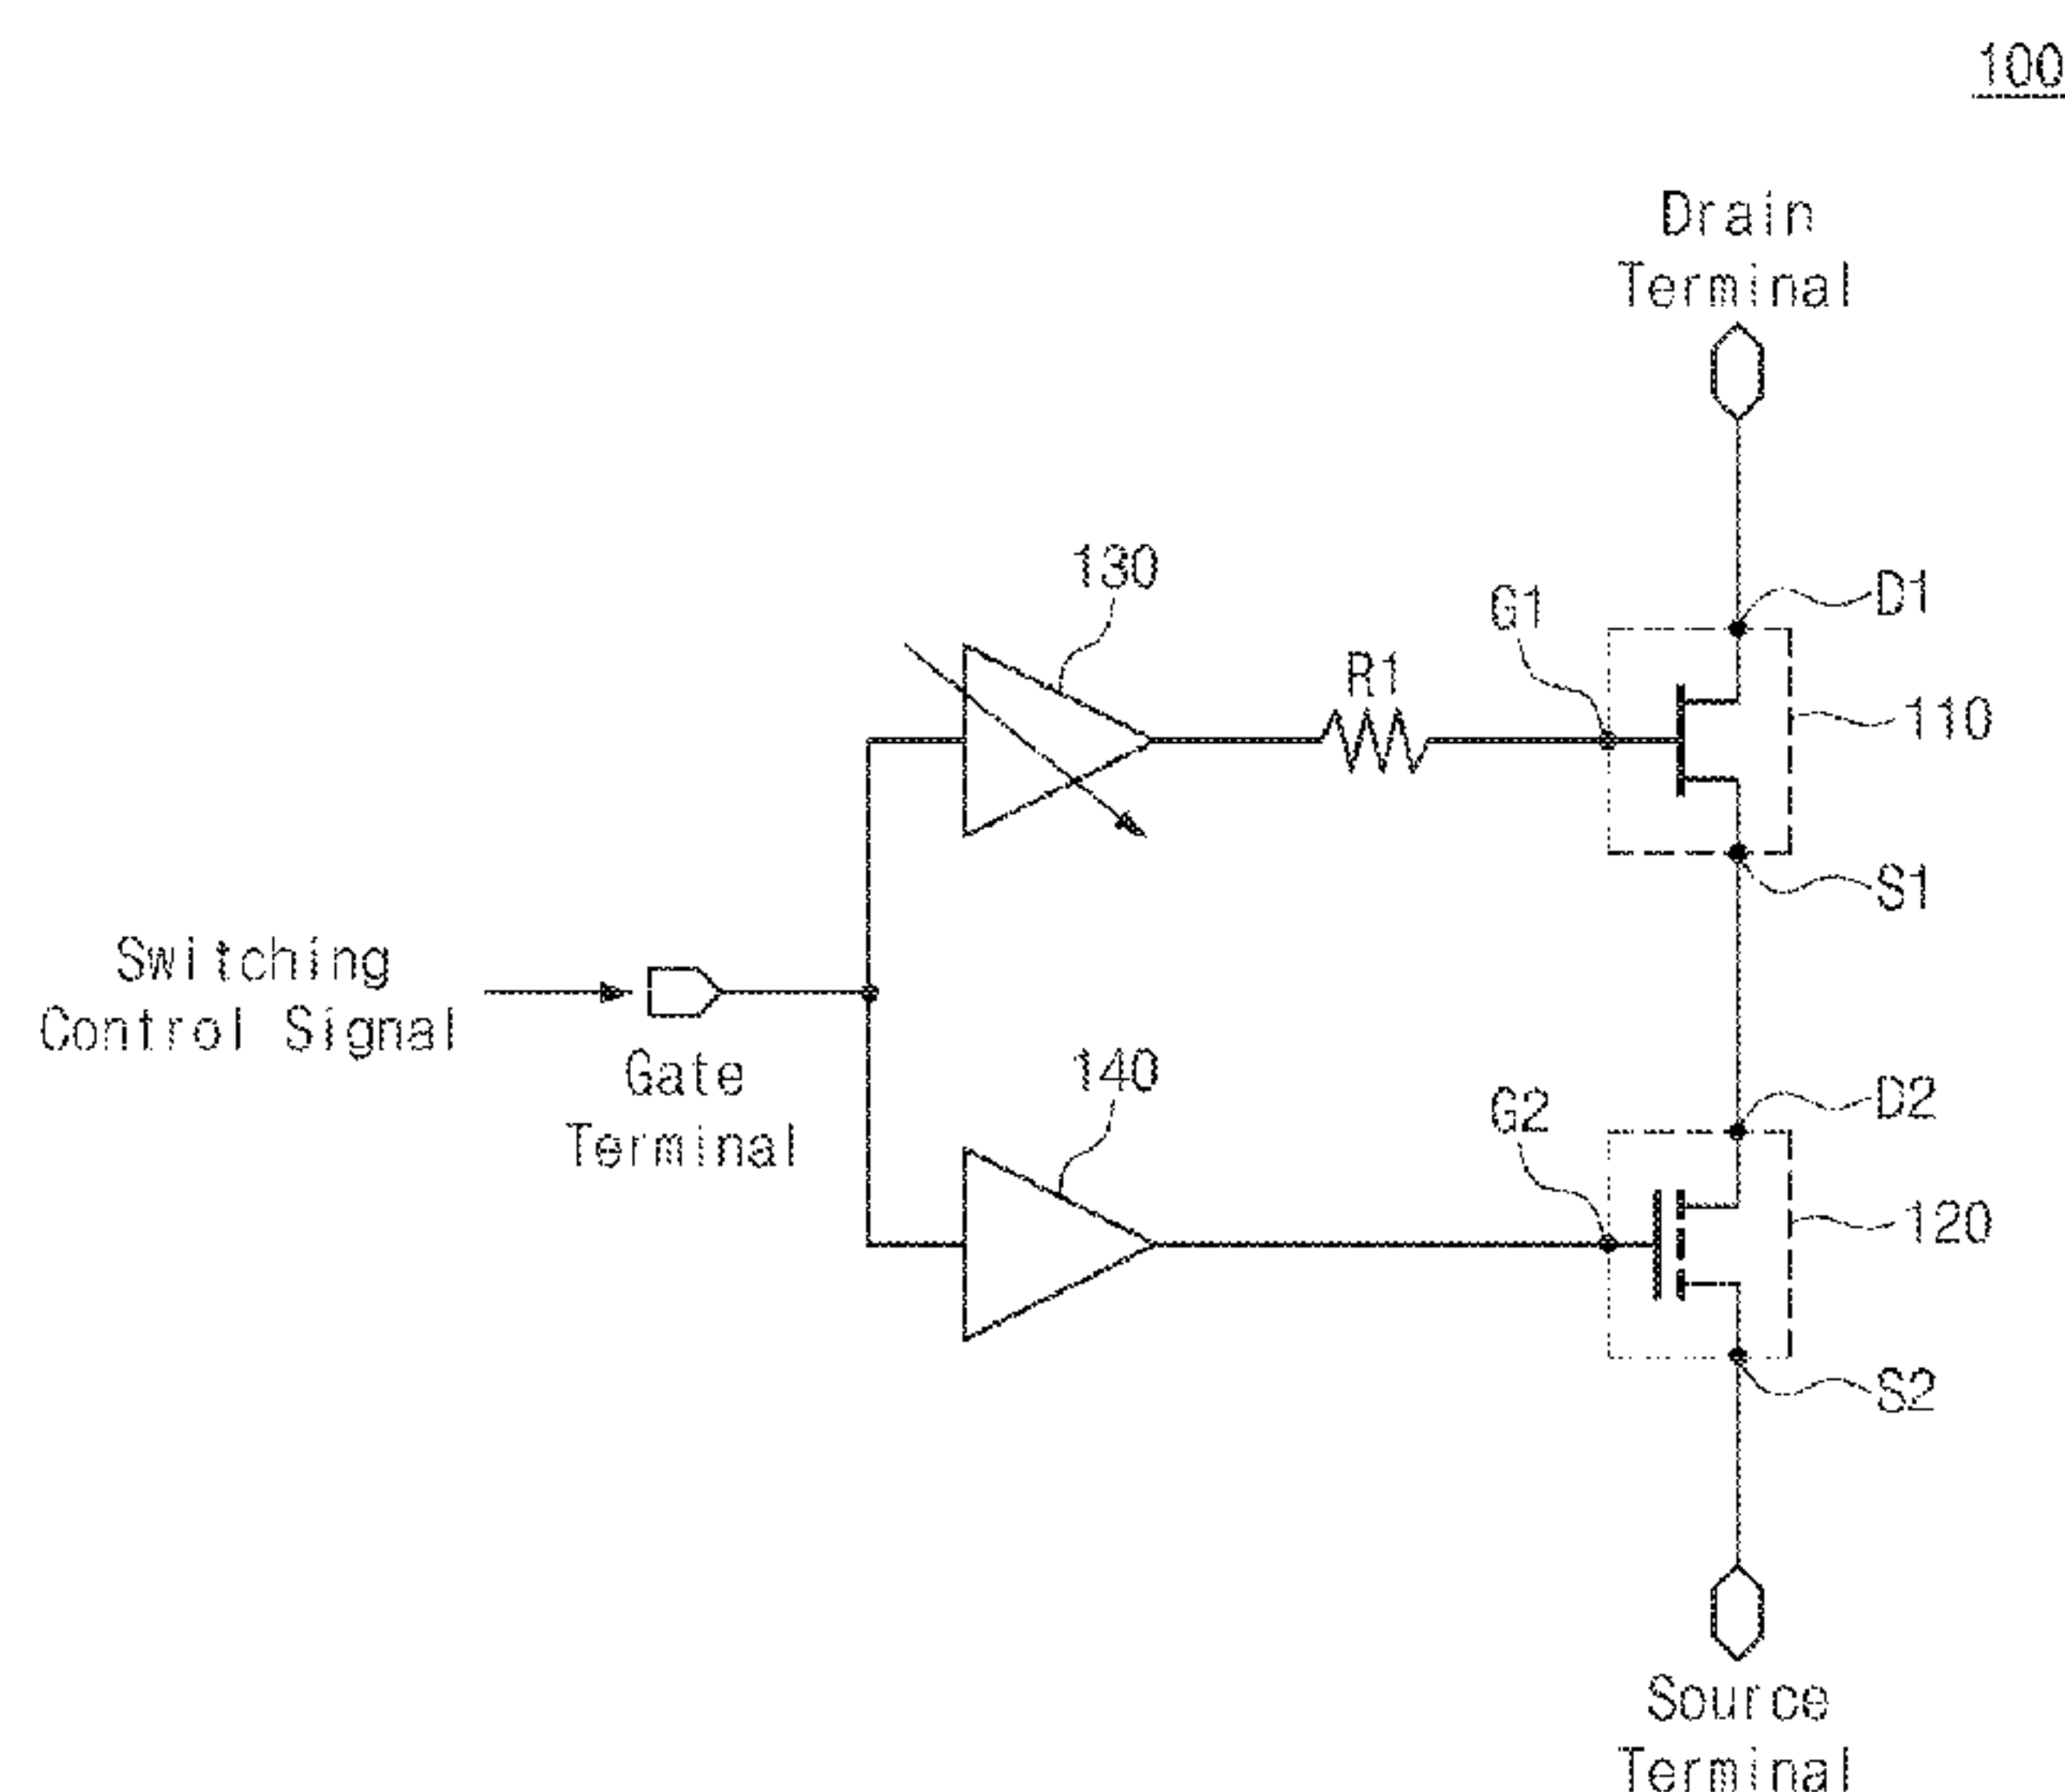 100
Drain
Terminal
130
G1
D1
R1
110
S1
Switching
Control Signal
Gate
Terminal
140
G2
D2
120
S2
Source
Terminal